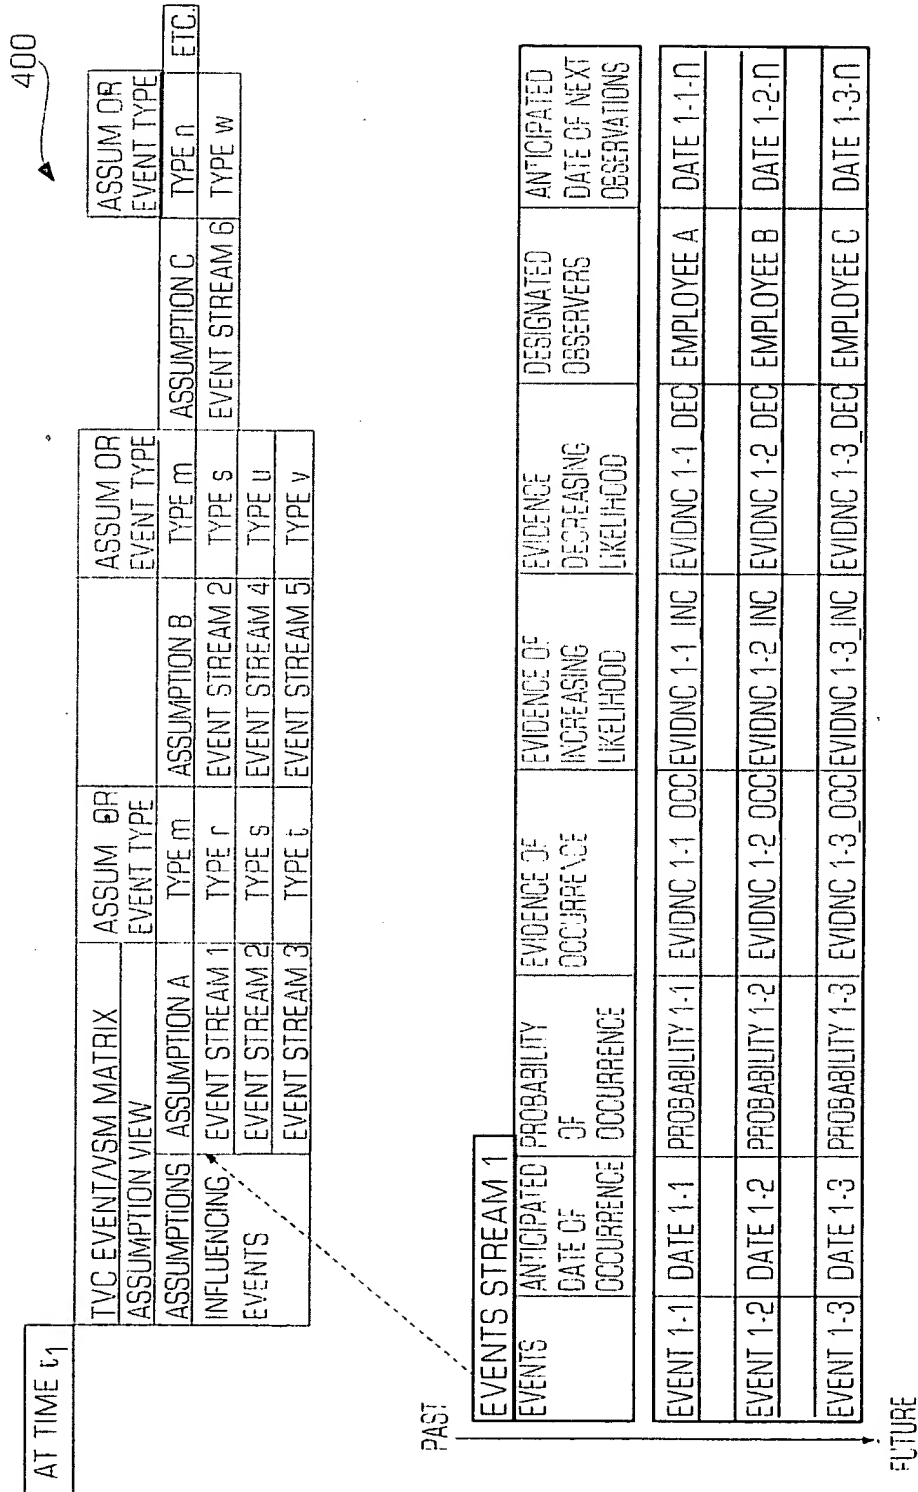 400
AT TIME t1
TVC EVENT/VSM MATRIX
ASSUMPTION VIEW
ASSUM OR
EVENT TYPE
ASSUM OR
EVENT TYPE
ASSUM OR
EVENT TYPE
ASSUMPTIONS ASSUMPTION A TYPE m ASSUMPTION B TYPE m ASSUMPTION C TYPE n ETC.
INFLUENCING EVENT STREAM 1 TYPE r EVENT STREAM 2 TYPE s EVENT STREAM 6 TYPE w
EVENTS EVENT STREAM 2 TYPE s EVENT STREAM 4 TYPE u
EVENT STREAM 3 TYPE t EVENT STREAM 5 TYPE v
PAST
EVENTS STREAM 1
EVENTS
ANTICIPATED
DATE OF
OCCURRENCE
PROBABILITY
OF
OCCURRENCE
EVIDENCE OF
OCCURRENCE
EVIDENCE OF
INCREASING
LIKELIHOOD
EVIDENCE
DECREASING
LIKELIHOOD
DESIGNATED
OBSERVERS
ANTICIPATED
DATE OF NEXT
OBSERVATIONS
EVENT 1-1 DATE 1-1 PROBABILITY 1-1 EVIDNC 1-1 OCC EVIDNC 1-1_INC EVIDNC 1-1 DEC EMPLOYEE A DATE 1-1-n
EVENT 1-2 DATE 1-2 PROBABILITY 1-2 EVIDNC 1-2 OCC EVIDNC 1-2 INC EVIDNC 1-2 DEC EMPLOYEE B DATE 1-2-n
EVENT 1-3 DATE 1-3 PROBABILITY 1-3 EVIDNC 1-3_OCC EVIDNC 1-3_INC EVIDNC 1-3_DEC EMPLOYEE C DATE 1-3-n
FUTURE